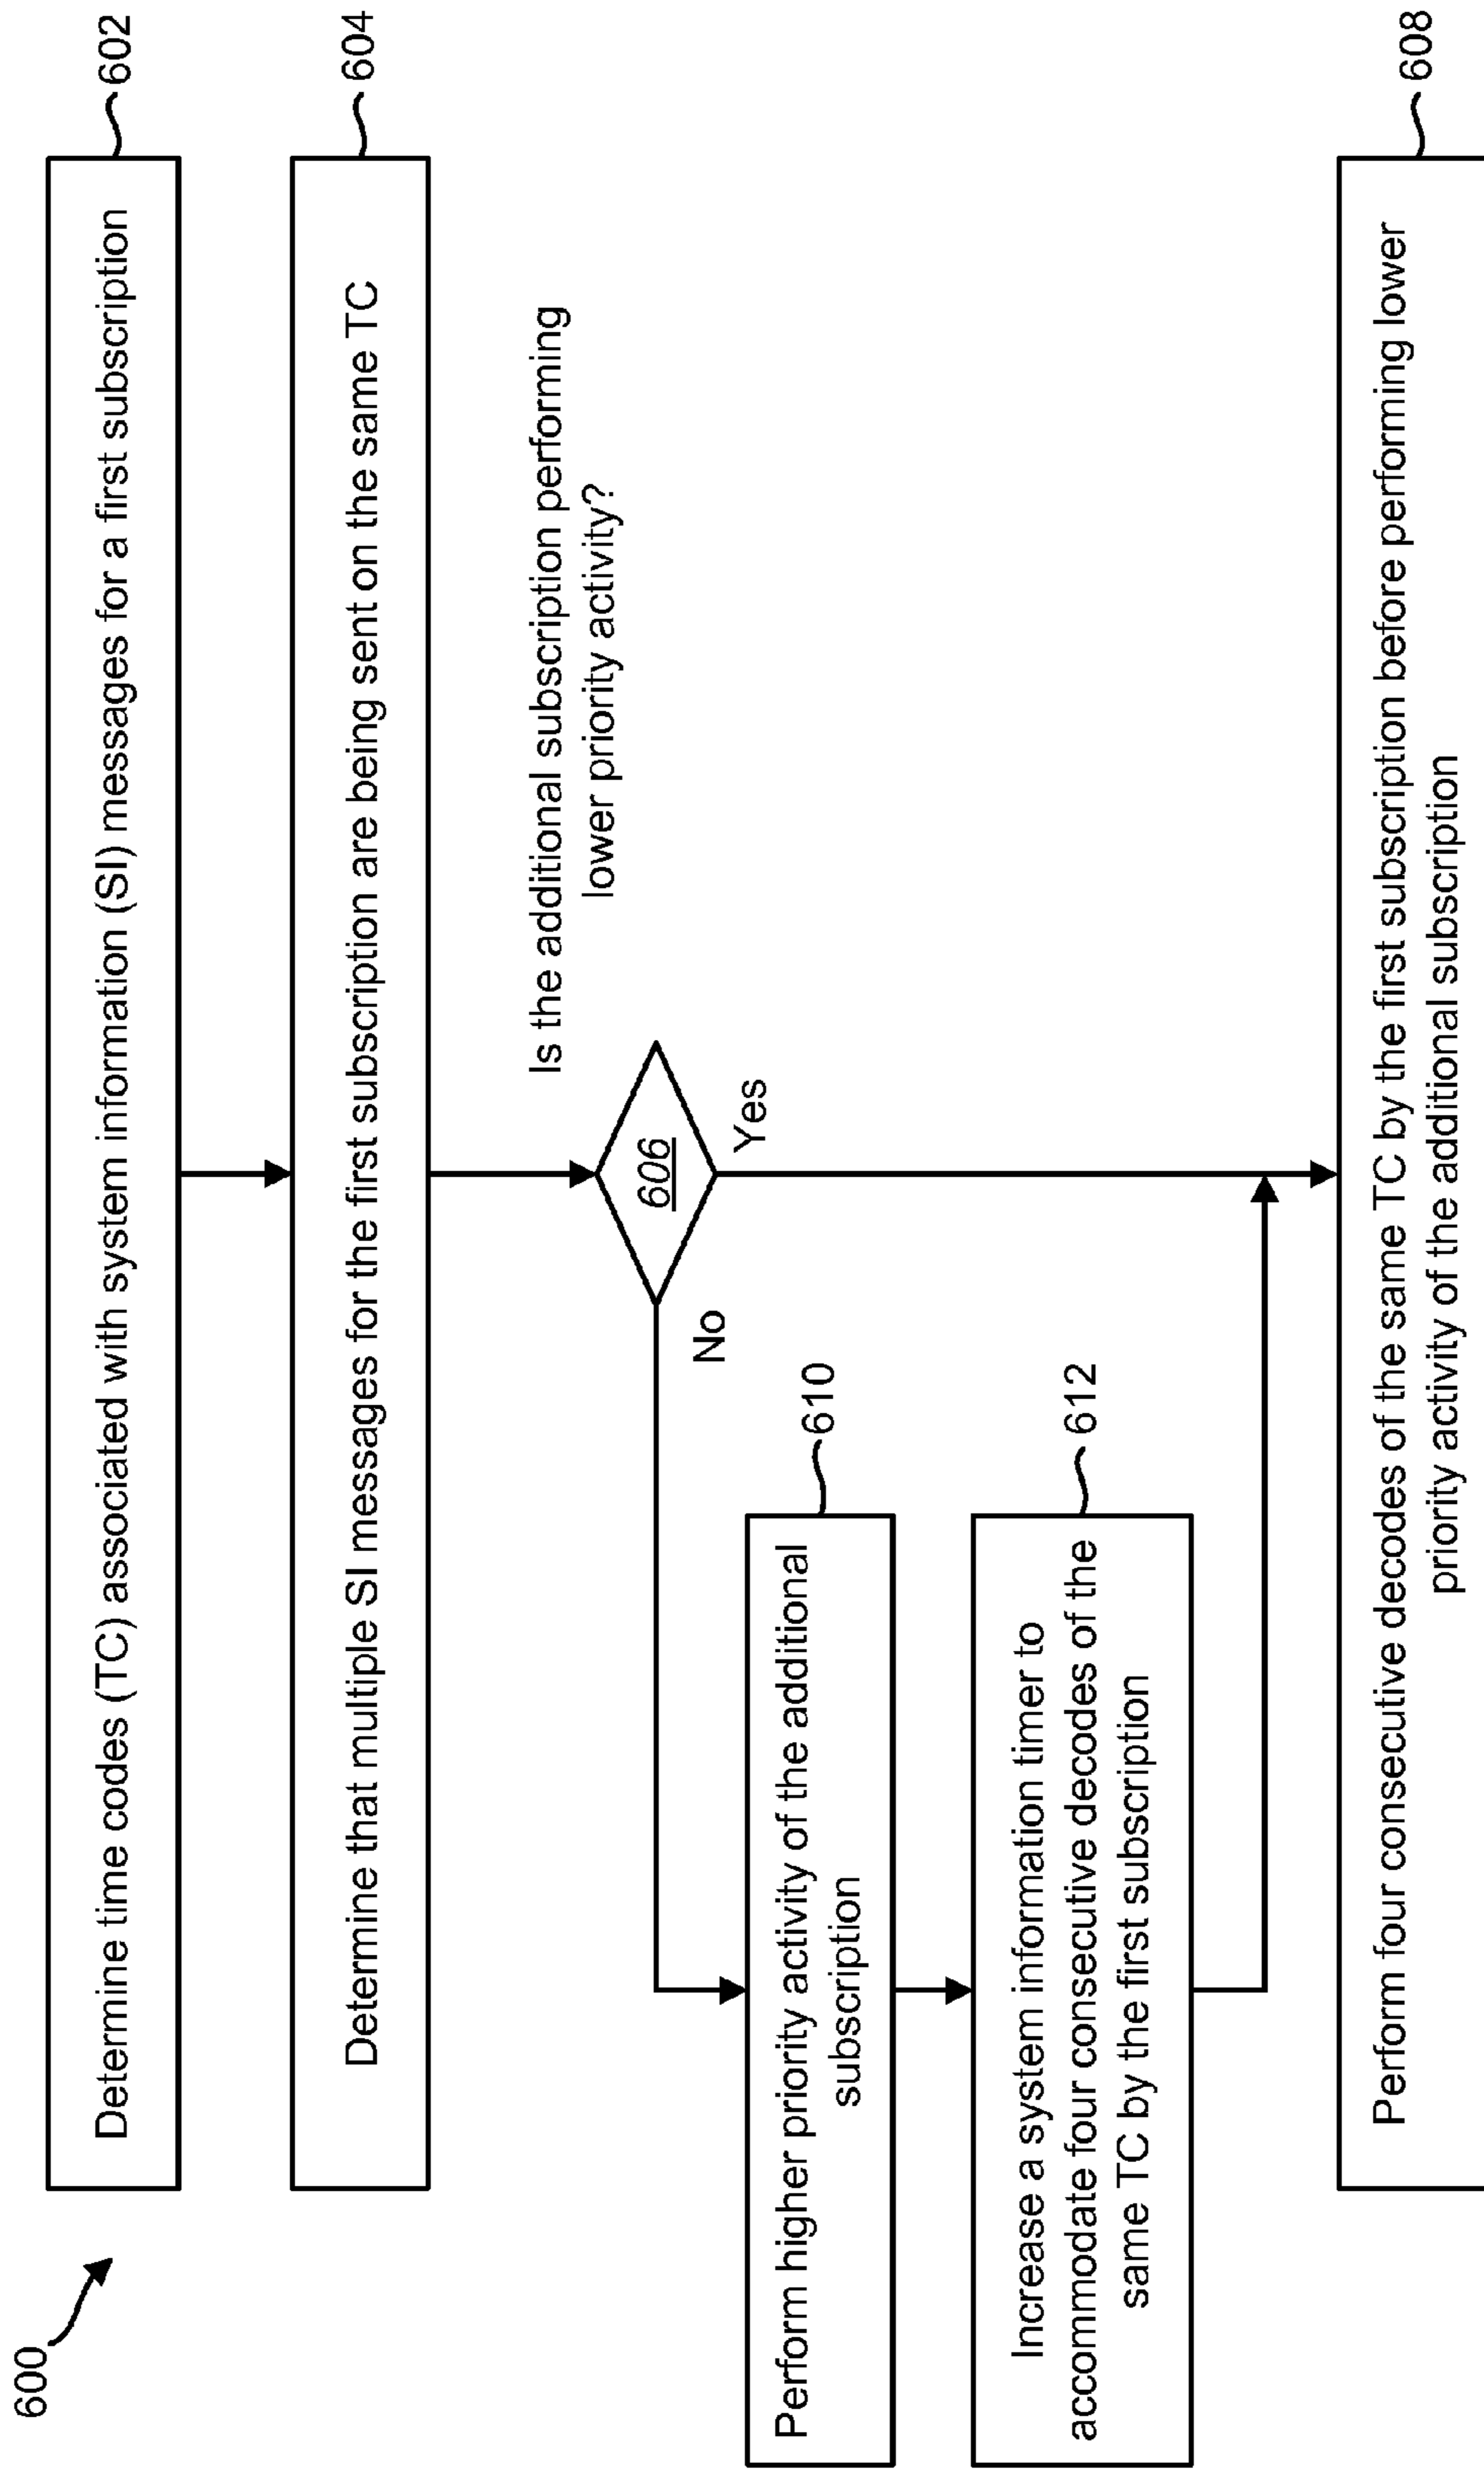 600
Determine time codes (TC) associated with system information (SI) messages for a first subscription
602
Determine that multiple SI messages for the first subscription are being sent on the same TC
604
Is the additional subscription performing
lower priority activity?
606
Yes
No
Perform higher priority activity of the additional
subscription
610
Increase a system information timer to
accommodate four consecutive decodes of the
same TC by the first subscription
612
Perform four consecutive decodes of the same TC by the first subscription before performing lower
priority activity of the additional subscription
608